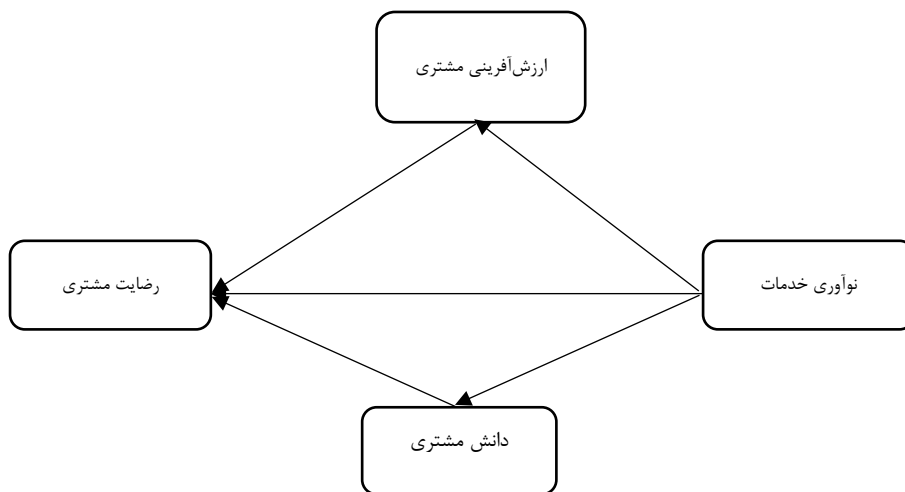 ارزش‌آفرینی مشتری
نوآوری خدمات
رضایت مشتری
دانش مشتری